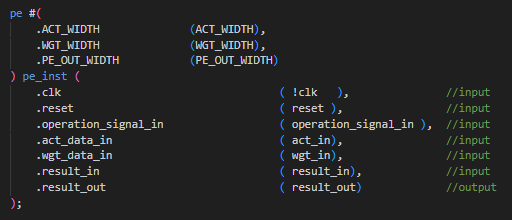 pe #(
.ACT_WIDTH (ACT_WIDTH),
.WGT_WIDTH (WGT_WIDTH),
.PE_OUT_WIDTH (PE_OUT_WIDTH)
) pe_inst (
.clk ( !clk ), //input
.reset ( reset ), //input
.operation_signal_in ( operation_signal_in ), //input
.act_data_in ( act_in), //input
.wgt_data_in ( wgt_in), //input
.result_in ( result_in), //input
.result_out ( result_out) //output
);